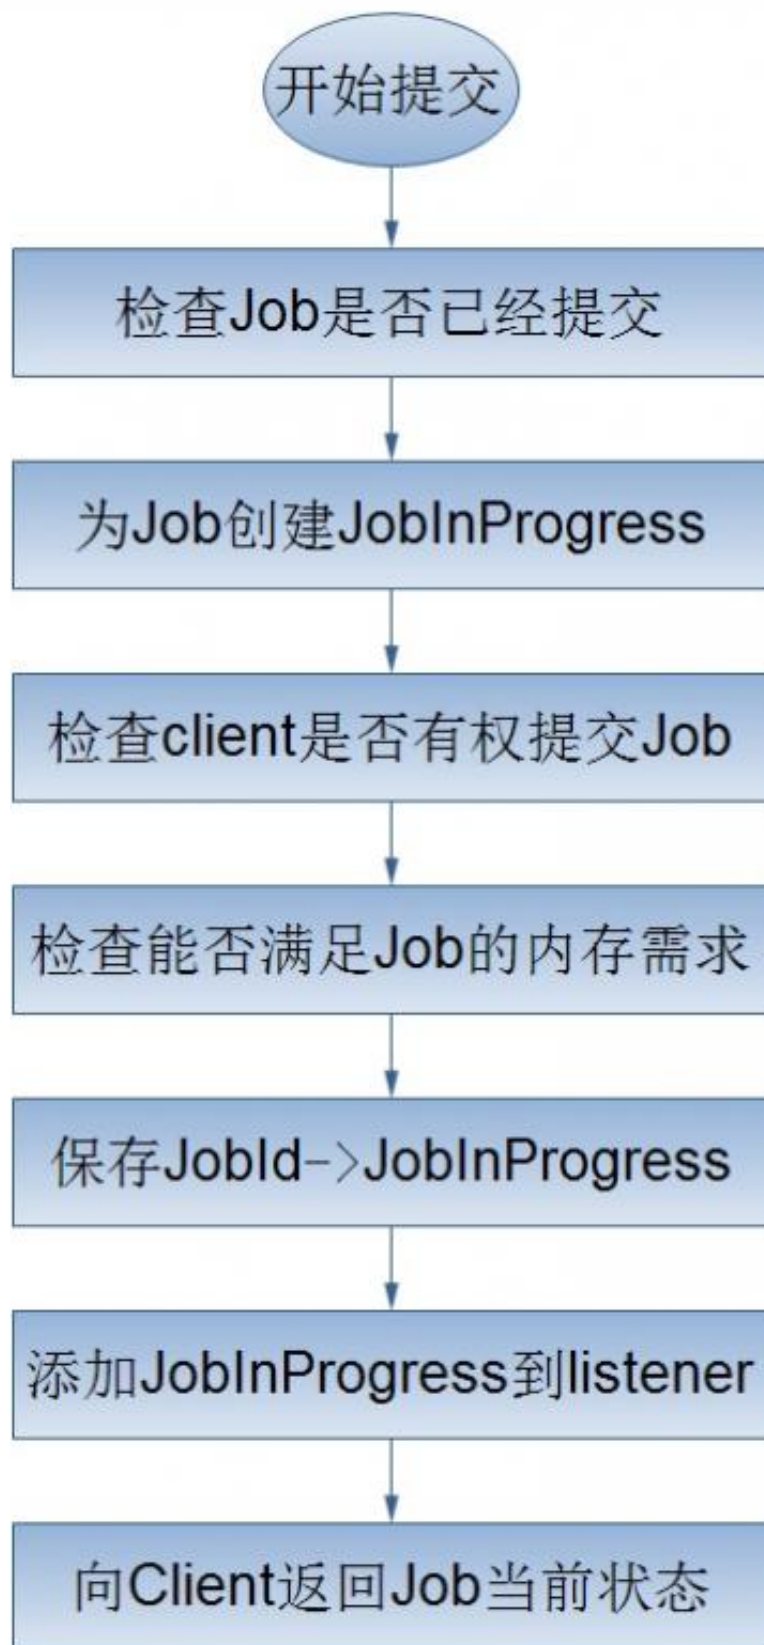 开始提交
检查Job是否已经提交
为Job创建JobInProgress
检查client是否有权提交Job
检查能否满足Job的内存需求
保存JobId->JobInProgress
添加JobInProgress到listener
向Client返回Job当前状态